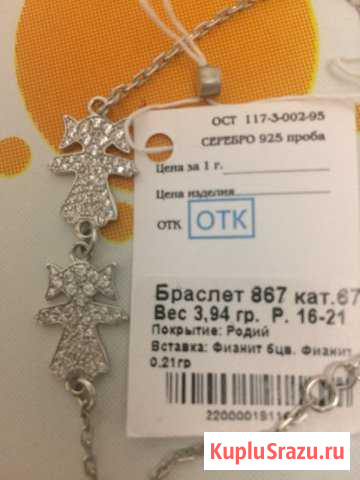 ОСТ 117-3-002-95
СЕРЕБРО 925 проба
Цена за 1 г.
Цена изделия
ОТК ОТК
Браслет 867 кат.67
Вес 3,94 гр. Р. 16-21
Покрытие: Родий
Вставка: Фианит бцв. Фианит
0.21гр
KupluSrazu.ru